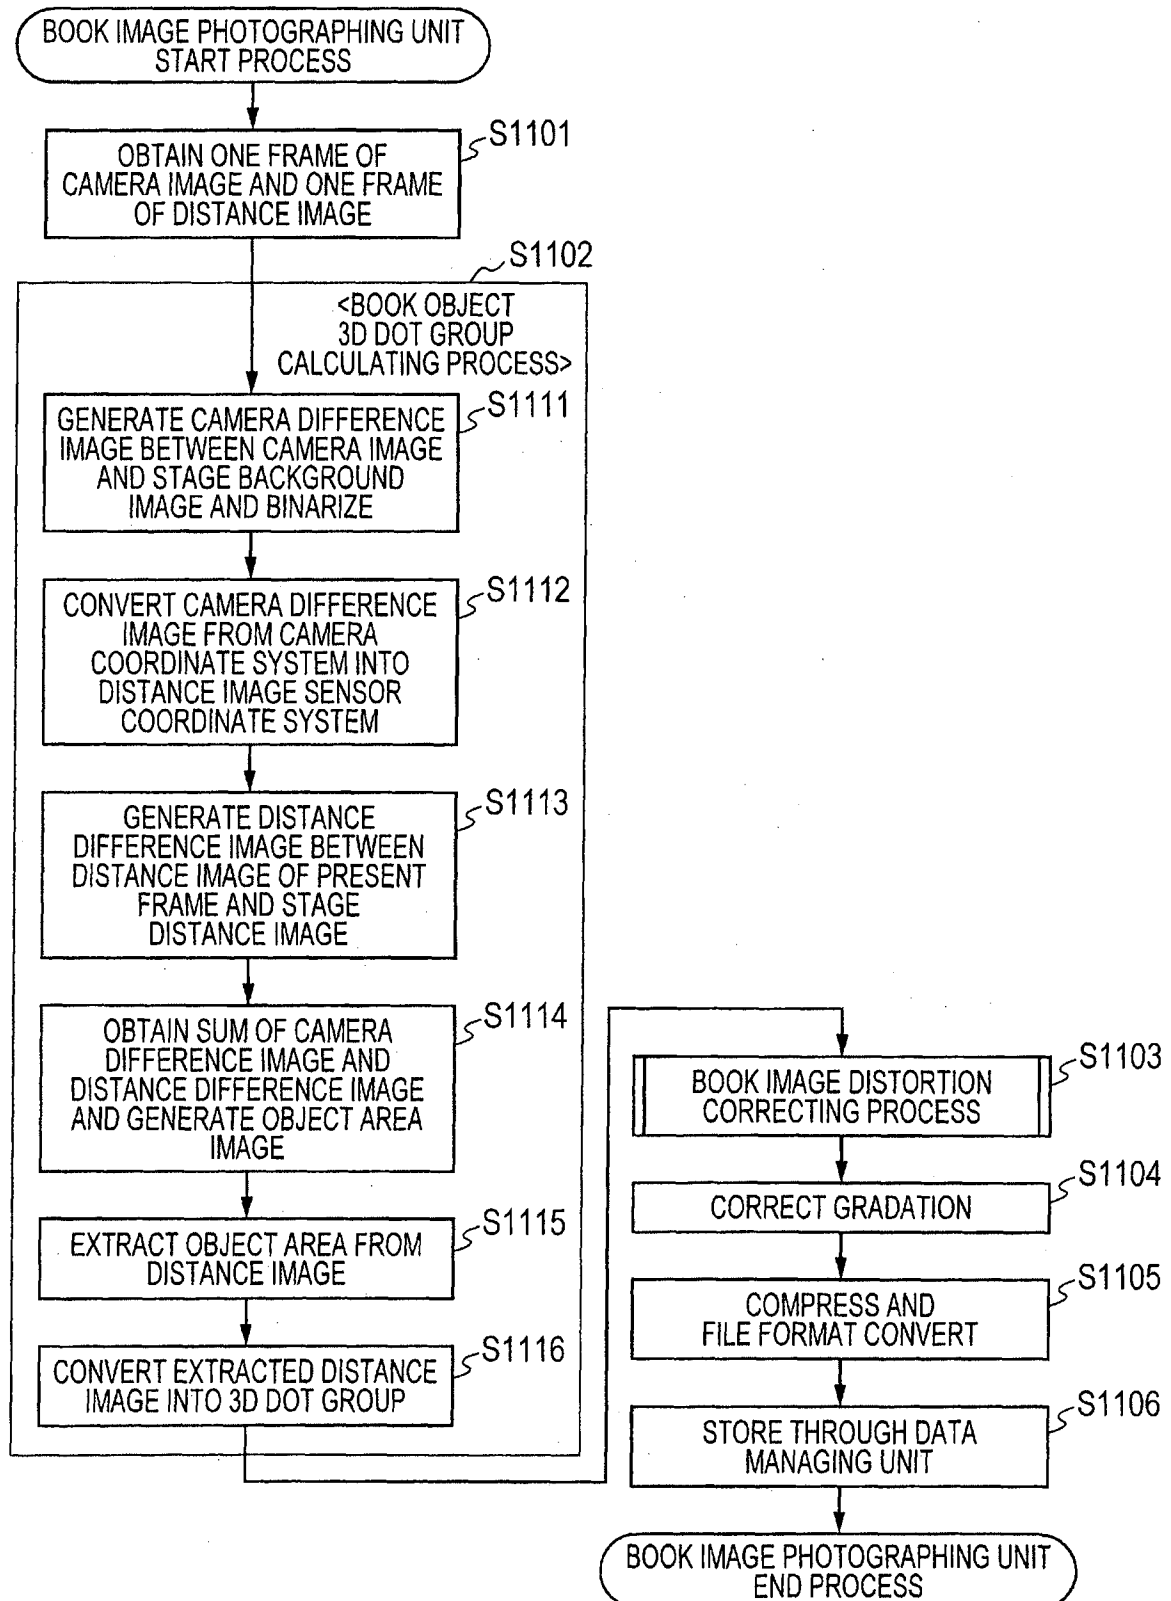 BOOK IMAGE PHOTOGRAPHING UNIT
START PROCESS
S1101
OBTAIN ONE FRAME OF
CAMERA IMAGE AND ONE FRAME
OF DISTANCE IMAGE
S1102
<BOOK OBJECT
3D DOT GROUP
CALCULATING PROCESS>
S1111
GENERATE CAMERA DIFFERENCE
IMAGE BETWEEN CAMERA IMAGE
AND STAGE BACKGROUND
IMAGE AND BINARIZE
S1112
CONVERT CAMERA DIFFERENCE
IMAGE FROM CAMERA
COORDINATE SYSTEM INTO
DISTANCE IMAGE SENSOR
COORDINATE SYSTEM
S1113
GENERATE DISTANCE
DIFFERENCE IMAGE BETWEEN
DISTANCE IMAGE OF PRESENT
FRAME AND STAGE
DISTANCE IMAGE
S1114
OBTAIN SUM OF CAMERA
DIFFERENCE IMAGE AND
DISTANCE DIFFERENCE IMAGE
AND GENERATE OBJECT AREA
IMAGE
S1115
EXTRACT OBJECT AREA FROM
DISTANCE IMAGE
S1116
CONVERT EXTRACTED DISTANCE
IMAGE INTO 3D DOT GROUP
S1103
BOOK IMAGE DISTORTION
CORRECTING PROCESS
S1104
CORRECT GRADATION
S1105
COMPRESS AND
FILE FORMAT CONVERT
S1106
STORE THROUGH DATA
MANAGING UNIT
BOOK IMAGE PHOTOGRAPHING UNIT
END PROCESS